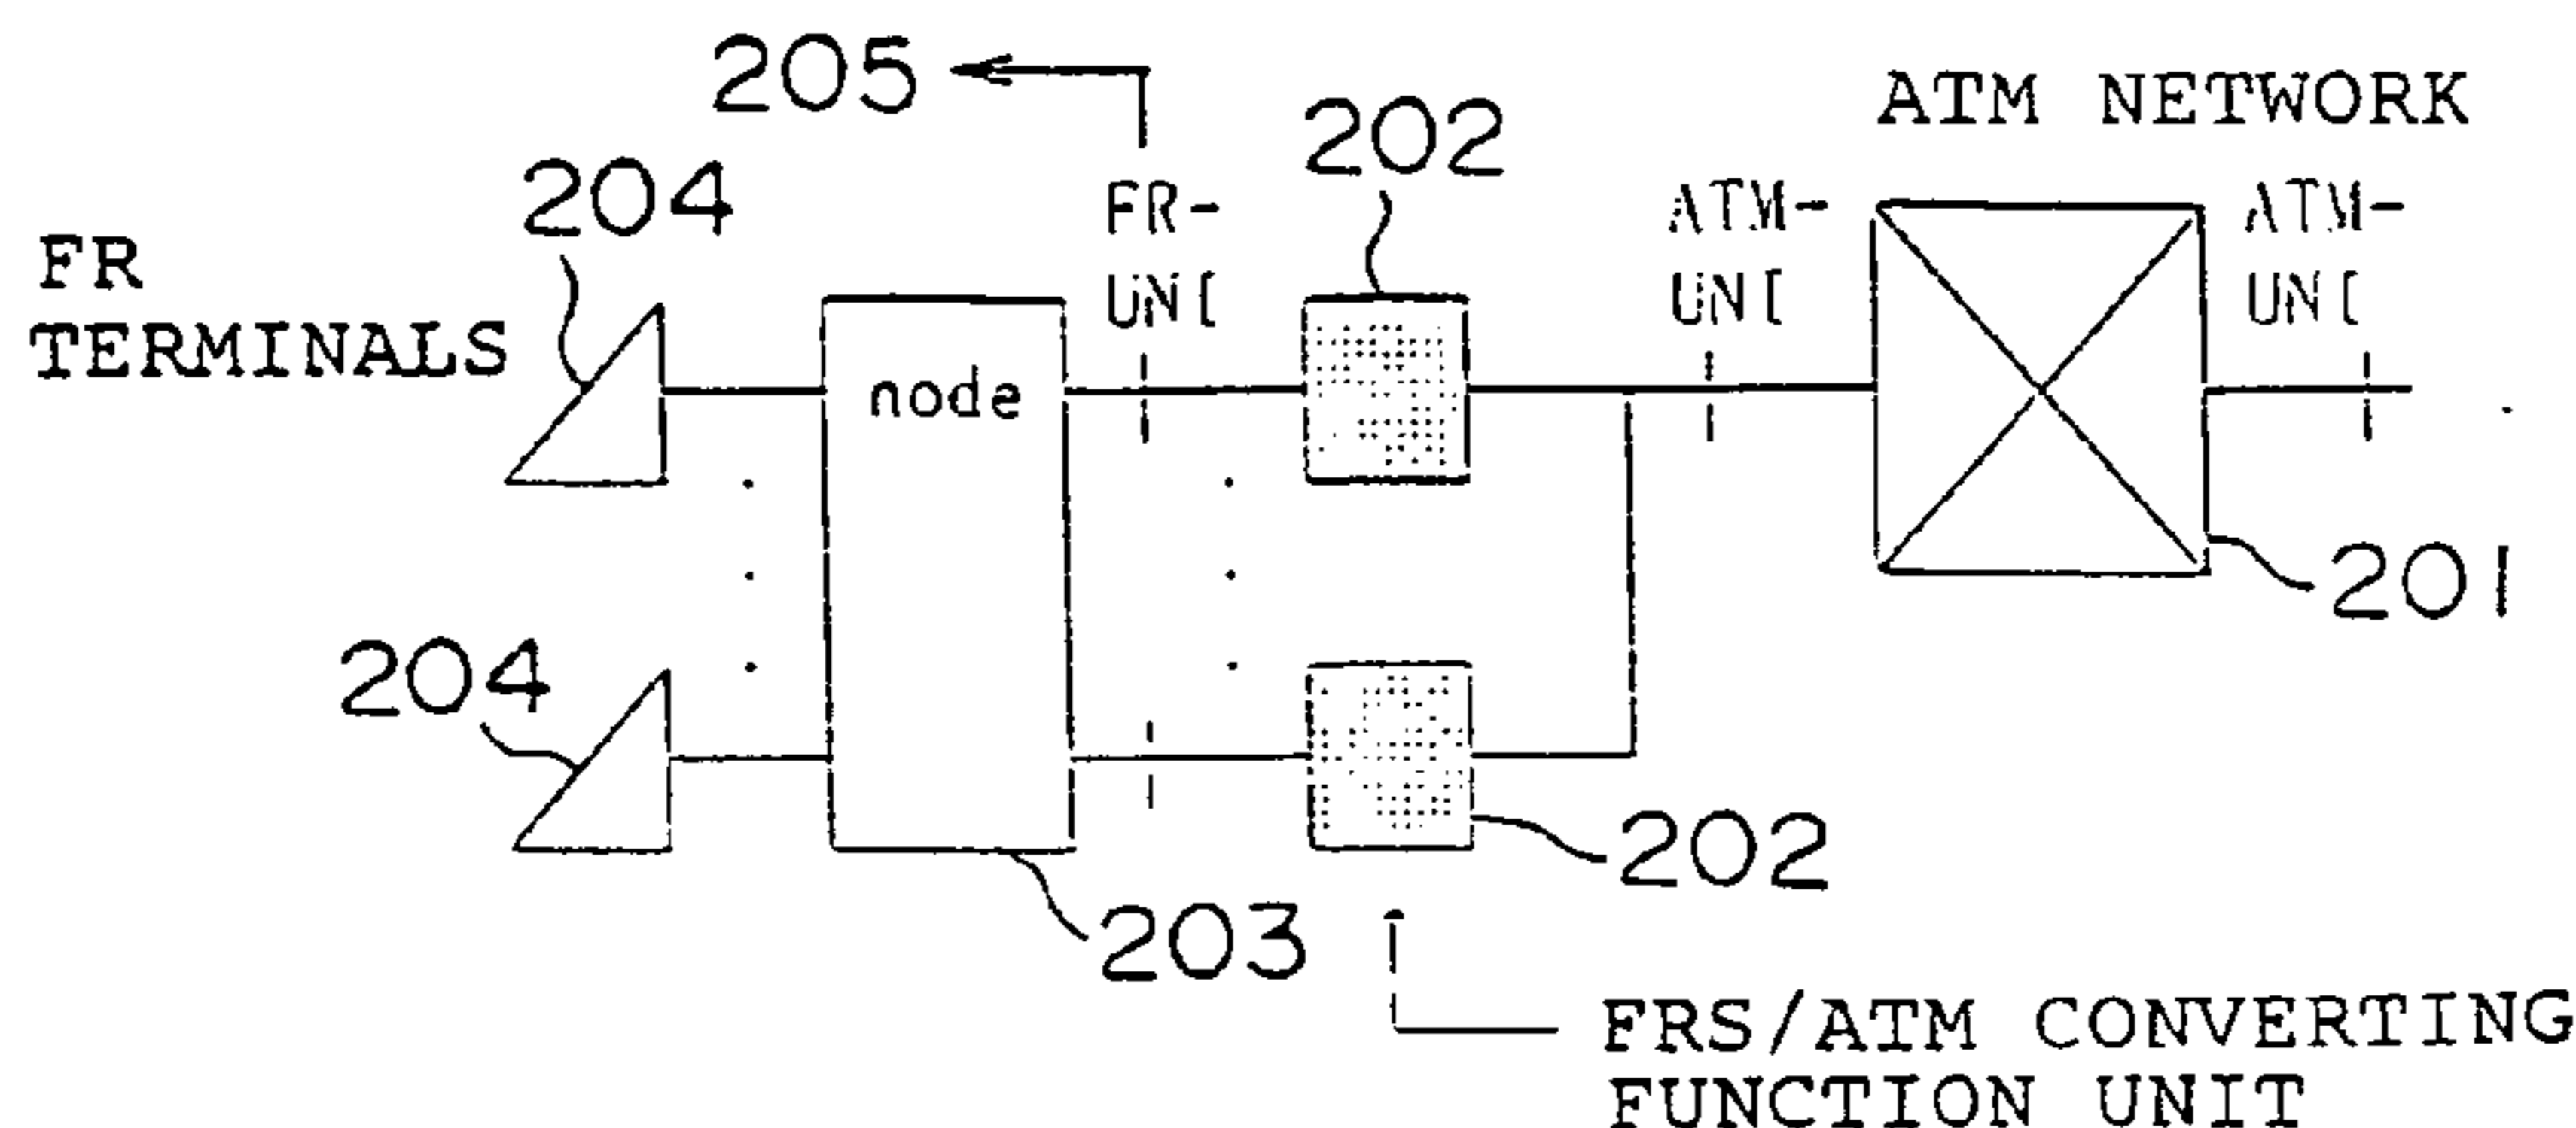 205
ATM NETWORK
202
204
FR-
UNI
ATM-
UNI
ATM-
UNI
FR
TERMINALS
node
201
204
202
203
FRS/ATM CONVERTING
FUNCTION UNIT